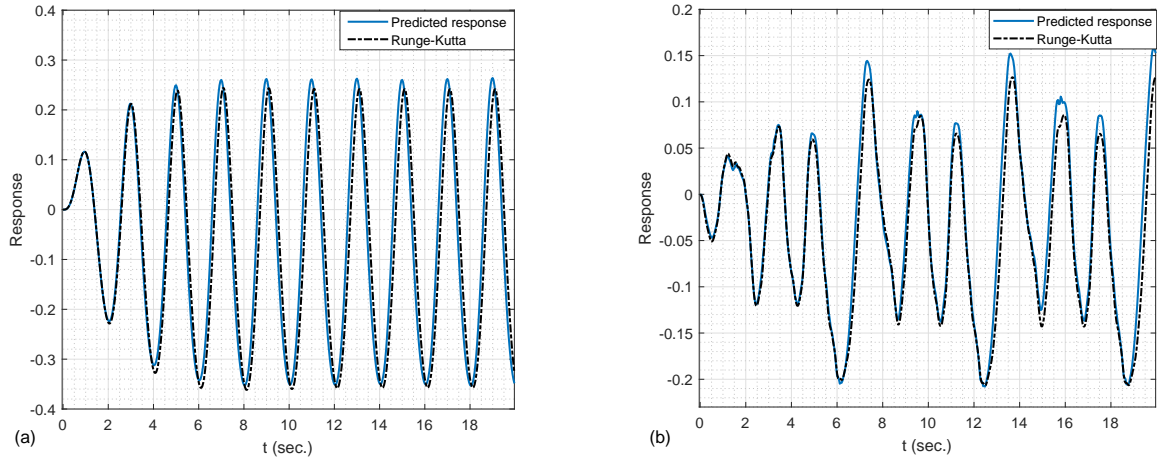 Predicted response
Runge-Kutta
0.4
0.3
0.2
0.1
0
-0.1
-0.2
-0.3
-0.4
Response
0 2 4 6 8 10 12 14 16 18
t (sec.)
(a)
Predicted response
Runge-Kutta
0.2
0.15
0.1
0.05
0
-0.05
-0.1
-0.15
-0.2
Response
0 2 4 6 8 10 12 14 16 18
t (sec.)
(b)